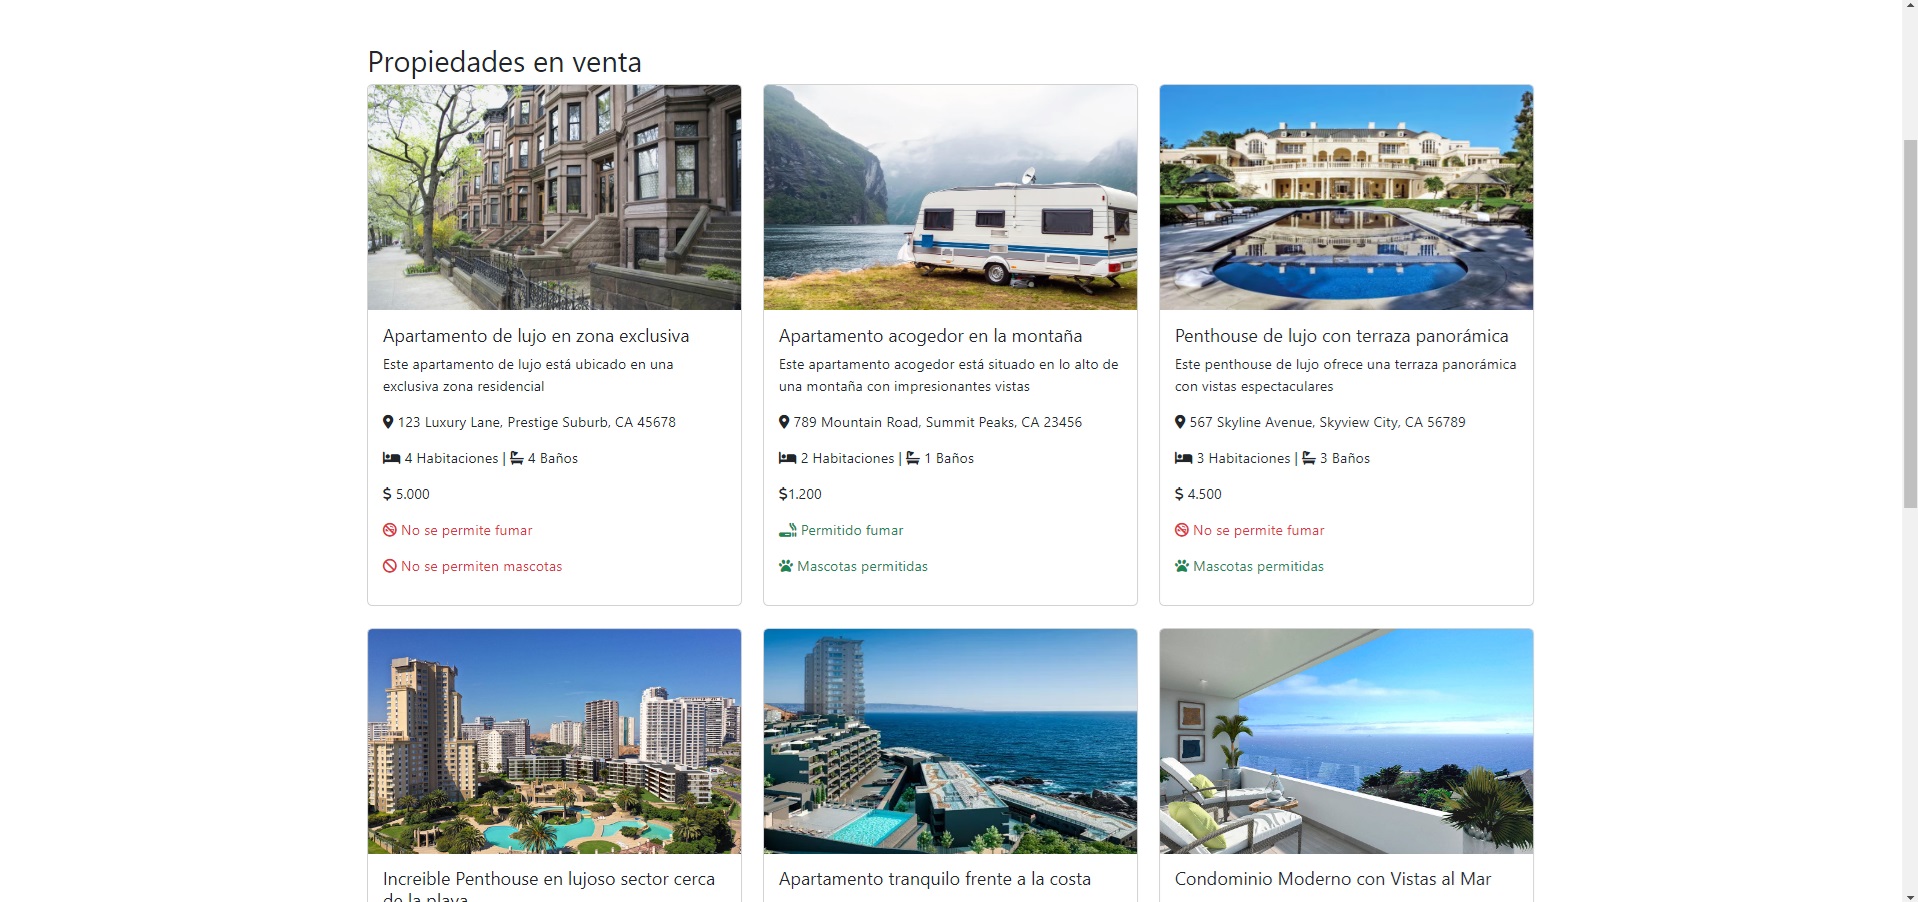 Propiedades en venta
Apartamento de lujo en zona exclusiva
Este apartamento de lujo está ubicado en una
exclusiva zona residencial
123 Luxury Lane, Prestige Suburb, CA 45678
4 Habitaciones | 4 Baños
$ 5.000
No se permite fumar
No se permiten mascotas
Apartamento acogedor en la montaña
Este apartamento acogedor está situado en lo alto de
una montaña con impresionantes vistas
789 Mountain Road, Summit Peaks, CA 23456
2 Habitaciones | 1 Baños
$1.200
Permitido fumar
Mascotas permitidas
Penthouse de lujo con terraza panorámica
Este penthouse de lujo ofrece una terraza panorámica
con vistas espectaculares
567 Skyline Avenue, Skyview City, CA 56789
3 Habitaciones | 3 Baños
$ 4.500
No se permite fumar
Mascotas permitidas
Increible Penthouse en lujoso sector cerca
de la playa
Apartamento tranquilo frente a la costa
Condominio Moderno con Vistas al Mar